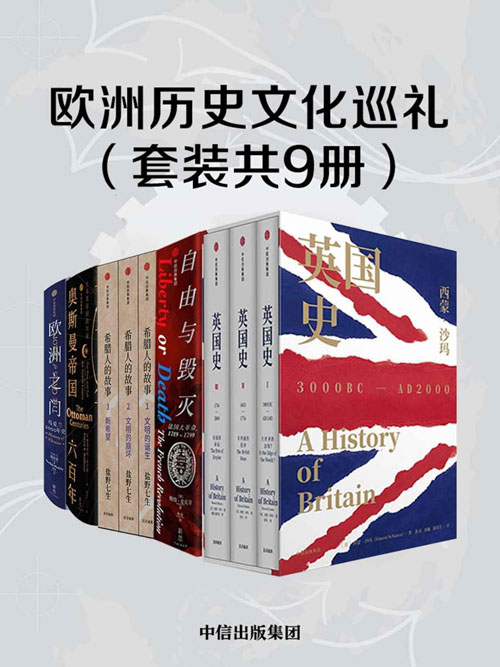 欧洲历史文化巡礼
（套装共9册）
欧洲之门
奥斯曼帝国六百年
The Ottoman Centuries
希腊人的故事
3 新希望
盐野七生
希腊人的故事
2 文明的崩坏
盐野七生
希腊人的故事
1 文明的诞生
盐野七生
自由与毁灭
Liberty or Death
The French Revolution
法国大革命，
1789—1799
英国史
III
A History of Britain
英国史
II
A History of Britain
英国史
I
A History of Britain
英国史
西蒙·沙玛
3000BC — AD2000
A History of Britain
中信出版集团